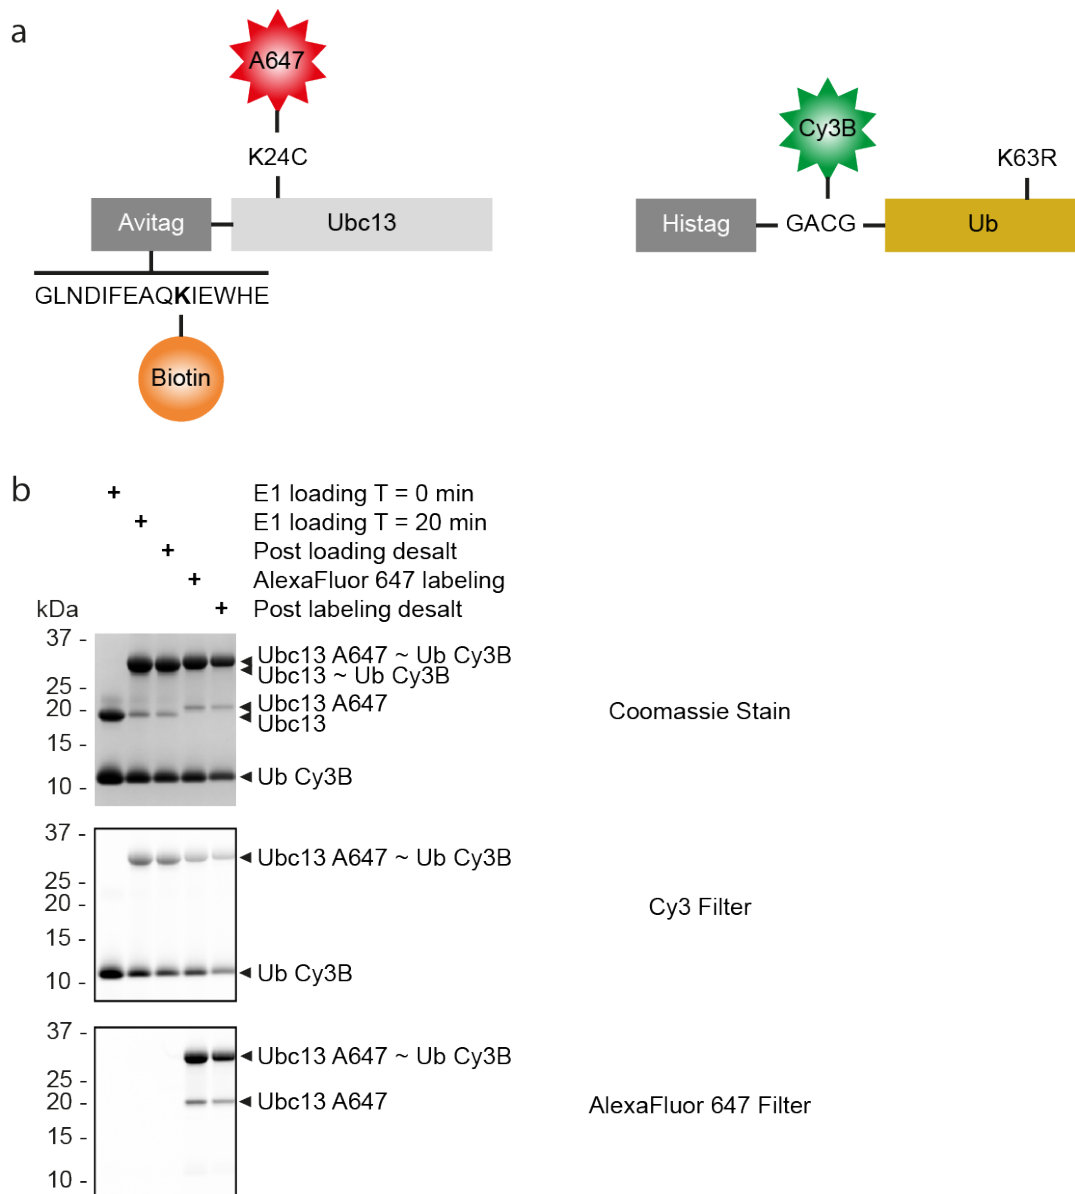 a
A647
K24C
Avitag
Ubc13
GLNDIFEAQKIEWHE
Biotin
Cy3B
K63R
Histag
GACG
Ub
b
+ E1 loading T = 0 min
+ E1 loading T = 20 min
+ Post loading desalt
+ AlexaFluor 647 labeling
+ Post labeling desalt
kDa
37 -
25 -
20 -
15 -
10 -
Ubc13 A647 ~ Ub Cy3B
Ubc13 ~ Ub Cy3B
Ubc13 A647
Ubc13
Ub Cy3B
Coomassie Stain
37 -
25 -
20 -
15 -
10 -
Ubc13 A647 ~ Ub Cy3B
Ub Cy3B
Cy3 Filter
37 -
25 -
20 -
15 -
10 -
Ubc13 A647 ~ Ub Cy3B
Ubc13 A647
AlexaFluor 647 Filter